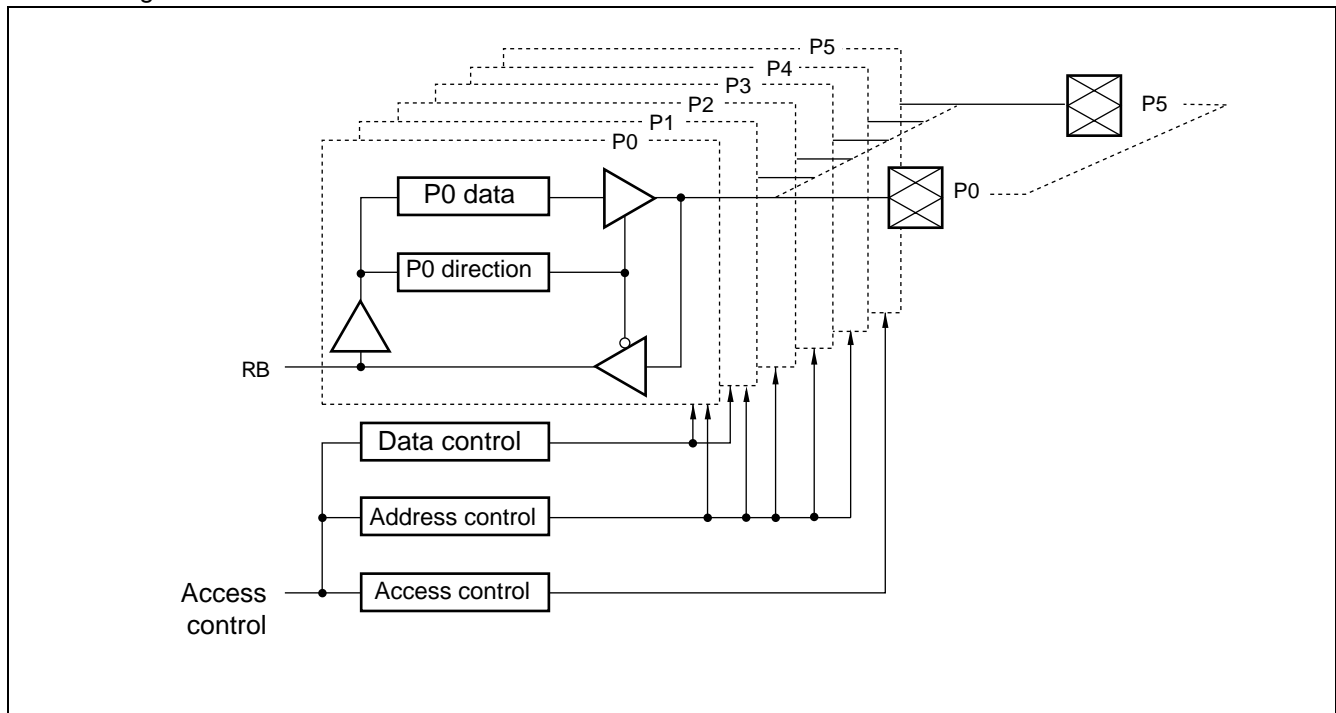 P5
P4
P3
P2
P1
P0
P5
P0 data
P0
P0 direction
RB
Data control
Address control
Access control
Access
control